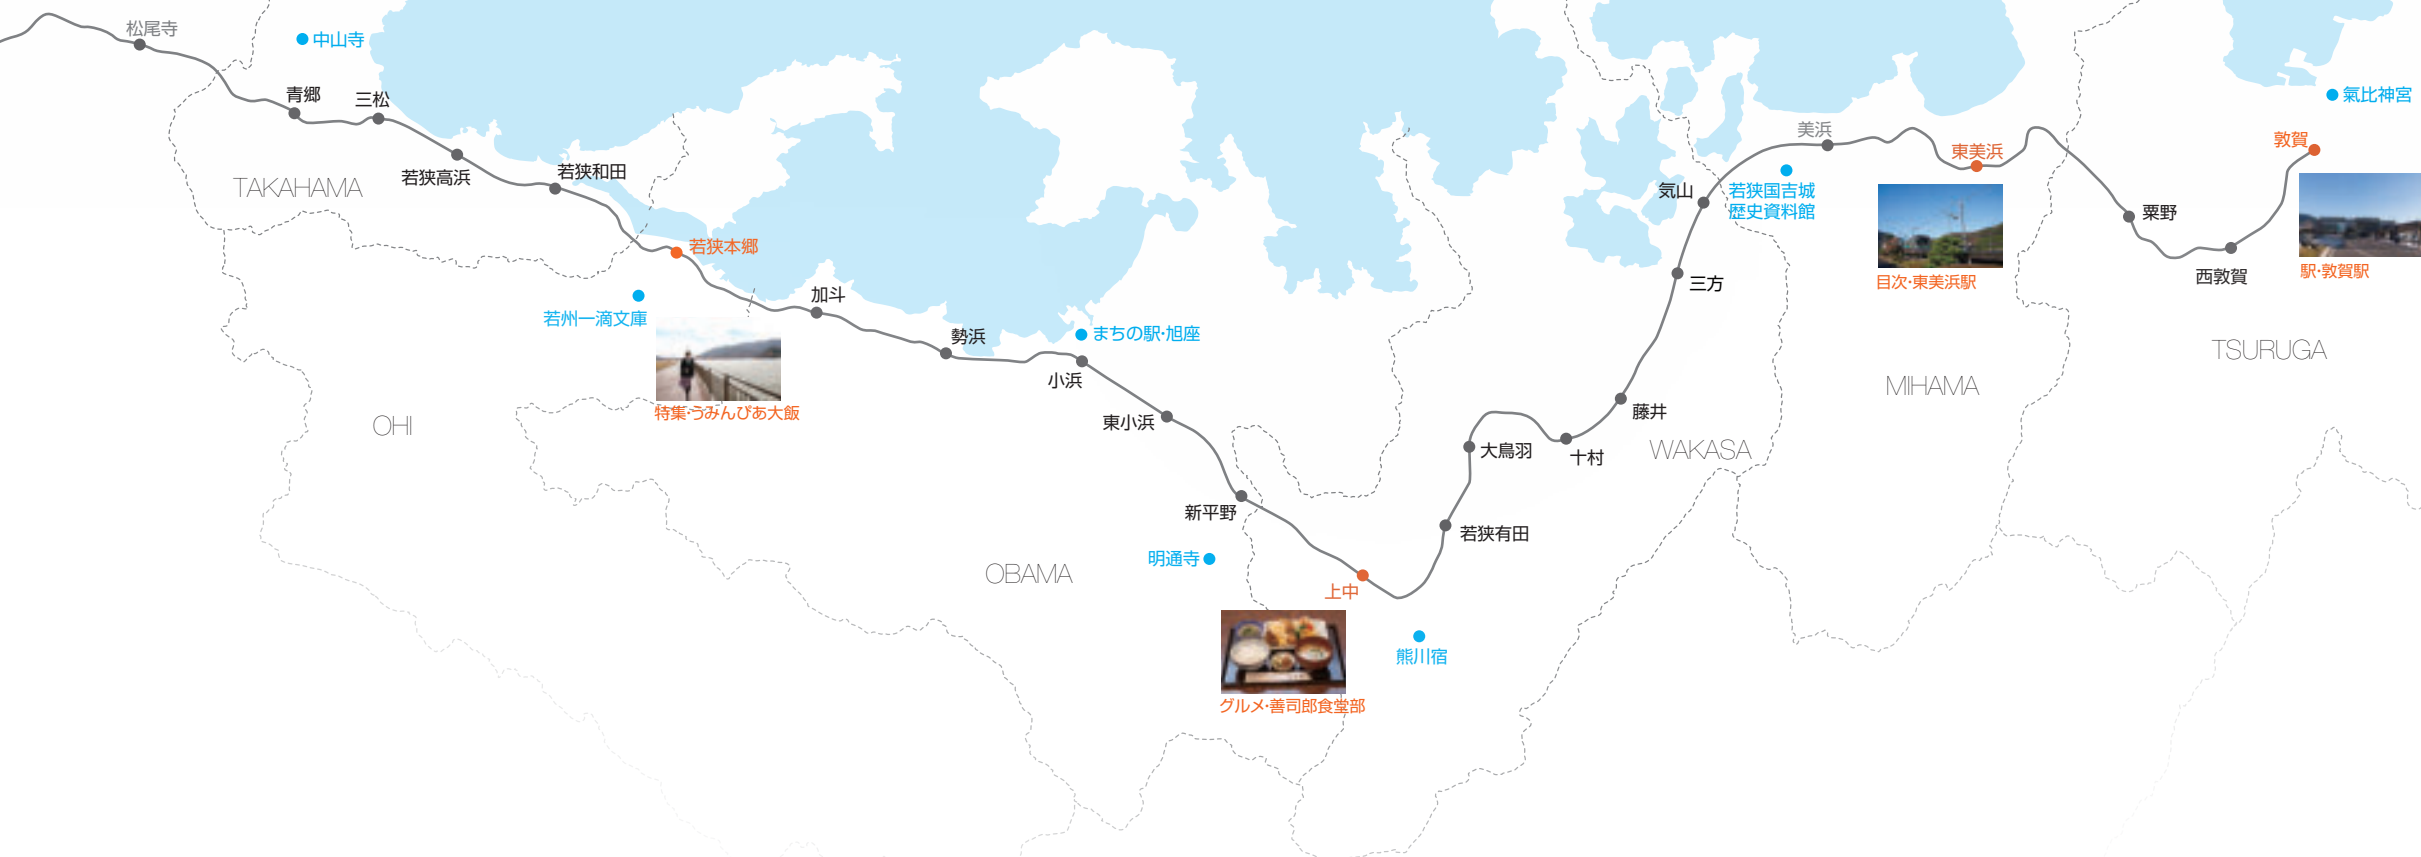 松尾寺
中山寺
青郷
三松
若狭高浜
若狭和田
TAKAHAMA
若狭本郷
若州一滴文庫
特集・うみんぴあ大飯
OHI
加斗
勢浜
まちの駅・旭座
小浜
東小浜
新平野
明通寺
OBAMA
上中
グルメ・善司郎食堂部
熊川宿
若狭有田
大鳥羽
十村
藤井
WAKASA
三方
気山
若狭国吉城
歴史資料館
美浜
東美浜
目次・東美浜駅
MIHAMA
粟野
西敦賀
敦賀
氣比神宮
駅・敦賀駅
TSURUGA